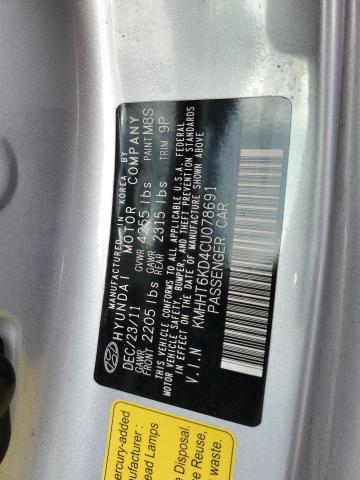 MANUFACTURED IN KOREA BY
HYUNDAI MOTOR COMPANY
DEC/23/11 GVWR 4255 lbs PAINT M8S
GAWR FRONT 2205 lbs GAWR REAR 2315 lbs TRIM 9P
THIS VEHICLE CONFORMS TO ALL APPLICABLE U.S.A. FEDERAL
MOTOR VEHICLE SAFETY, BUMPER, AND THEFT PREVENTION STANDARDS
IN EFFECT ON THE DATE OF MANUFACTURE SHOWN ABOVE.
V.I.N KMHHT6KD4CU078691
PASSENGER CAR
ercury-added
ead Lamps
Disposal.
Reuse,
waste.